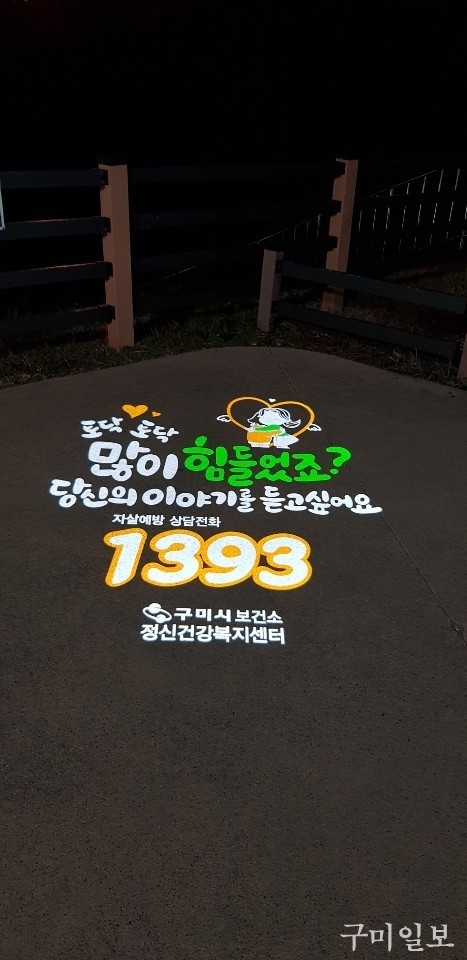 토닥 토닥
많이 힘들었죠?
당신의 이야기를 듣고싶어요
자살예방 상담전화
1393
구미시 보건소
정신건강복지센터
구미일보